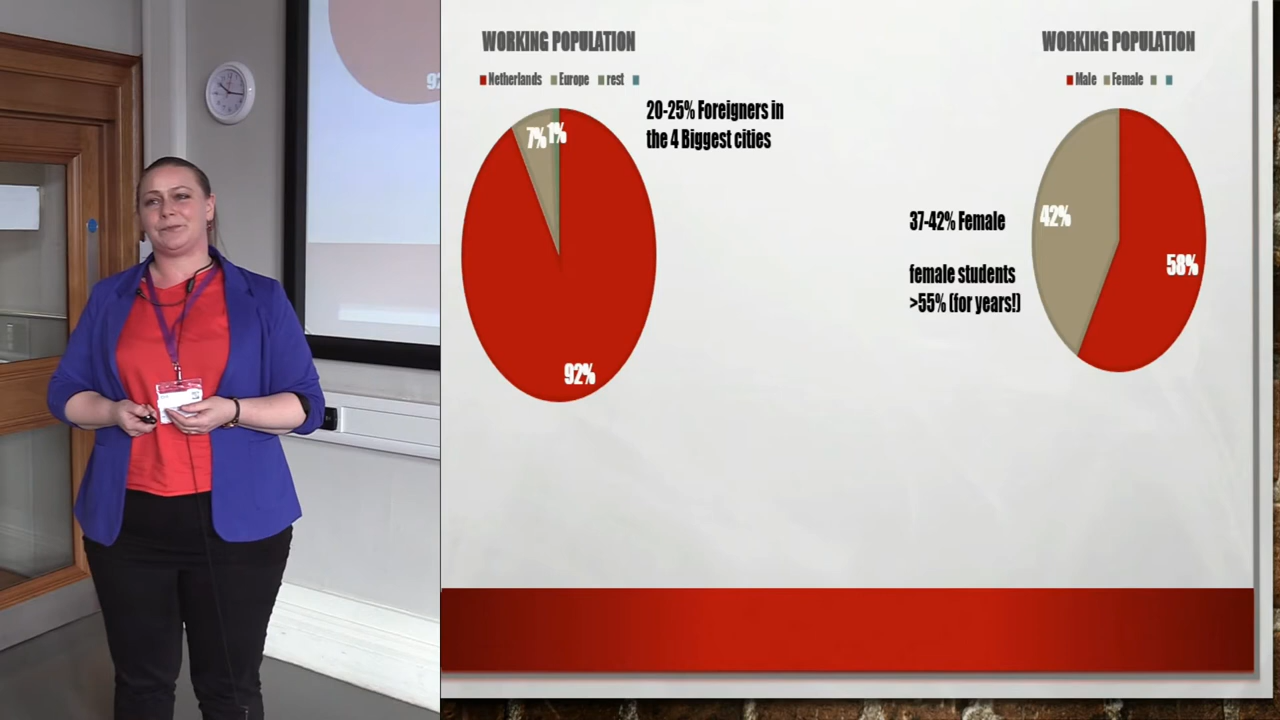 WORKING POPULATION
Netherlands Europe rest
7% 1%
92%
20-25% Foreigners in
the 4 Biggest cities
WORKING POPULATION
Male Female
42%
58%
37-42% Female
female students
>55% (for years!)